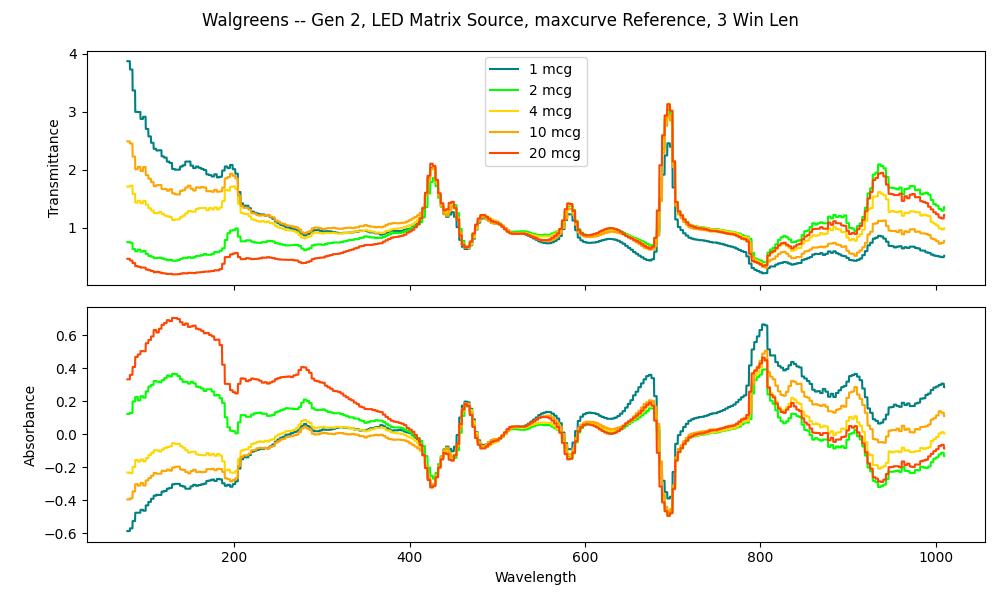 Walgreens -- Gen 2, LED Matrix Source, maxcurve Reference, 3 Win Len
4
3
2
1
Transmittance
1 mcg
2 mcg
4 mcg
10 mcg
20 mcg
0.6
0.4
0.2
0.0
−0.2
−0.4
−0.6
Absorbance
200 400 600 800 1000
Wavelength